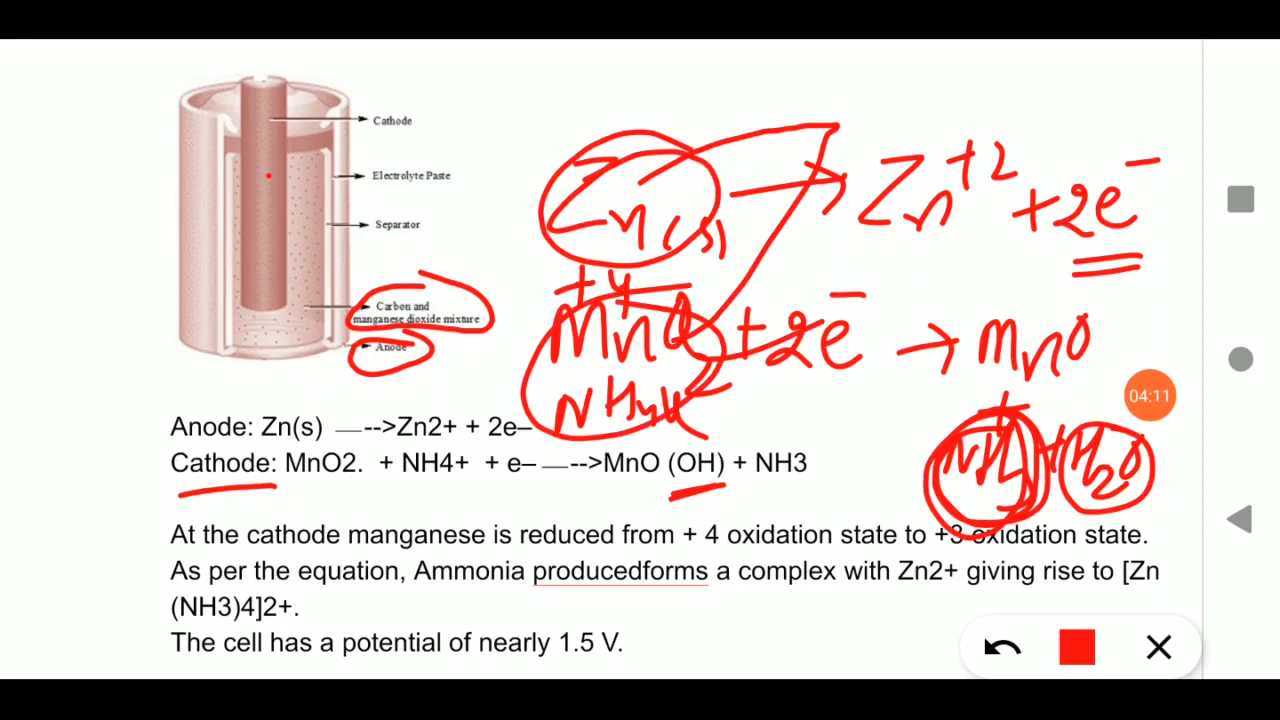 Cathode
Electrolyte Paste
Separator
Carbon and
manganese dioxide mixture
Anode
Zn(s) → Zn+2 + 2e–
+4
MnO2 + 2e– → MnO
NH4
+
NH3 + H2O
04:11
Anode: Zn(s) —-->Zn2+ + 2e–
Cathode: MnO2. + NH4+ + e– —-->MnO (OH) + NH3
At the cathode manganese is reduced from + 4 oxidation state to +3 oxidation state.
As per the equation, Ammonia producedforms a complex with Zn2+ giving rise to [Zn
(NH3)4]2+.
The cell has a potential of nearly 1.5 V.